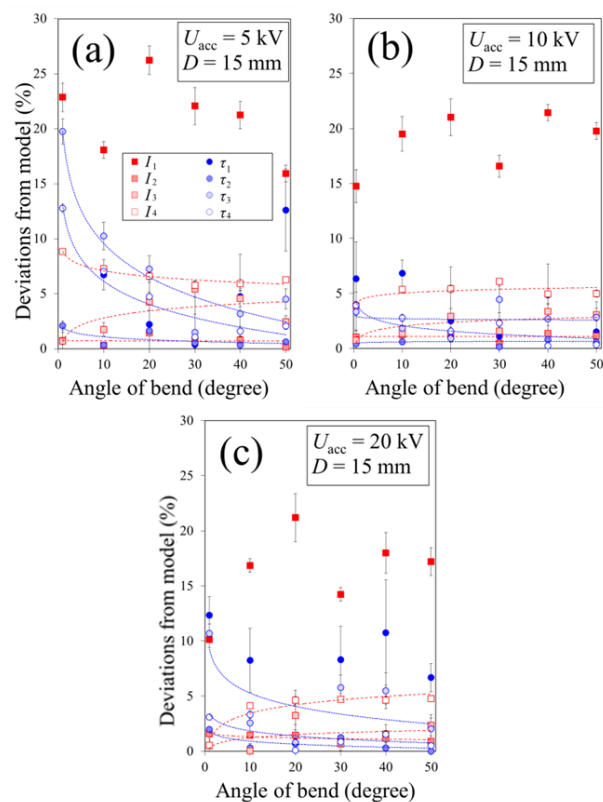 (a)
U_acc = 5 kV
D = 15 mm
30
25
20
15
10
5
0
I₁ τ₁
I₂ τ₂
I₃ τ₃
I₄ τ₄
0 10 20 30 40 50
Deviations from model (%)
Angle of bend (degree)
(b)
U_acc = 10 kV
D = 15 mm
30
25
20
15
10
5
0
0 10 20 30 40 50
Angle of bend (degree)
(c)
U_acc = 20 kV
D = 15 mm
30
25
20
15
10
5
0
0 10 20 30 40 50
Deviations from model (%)
Angle of bend (degree)